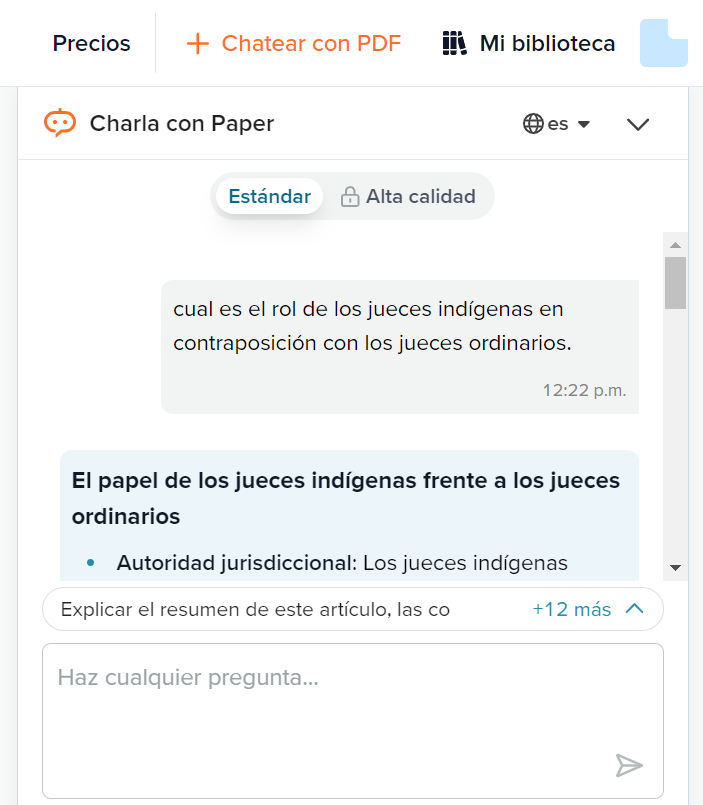 Precios
Chatear con PDF
Mi biblioteca
Charla con Paper
es
Estándar
Alta calidad
cual es el rol de los jueces indígenas en
contraposición con los jueces ordinarios.
12:22 p.m.
El papel de los jueces indígenas frente a los jueces
ordinarios
• Autoridad jurisdiccional: Los jueces indígenas
Explicar el resumen de este artículo, las co
+12 más
Haz cualquier pregunta...